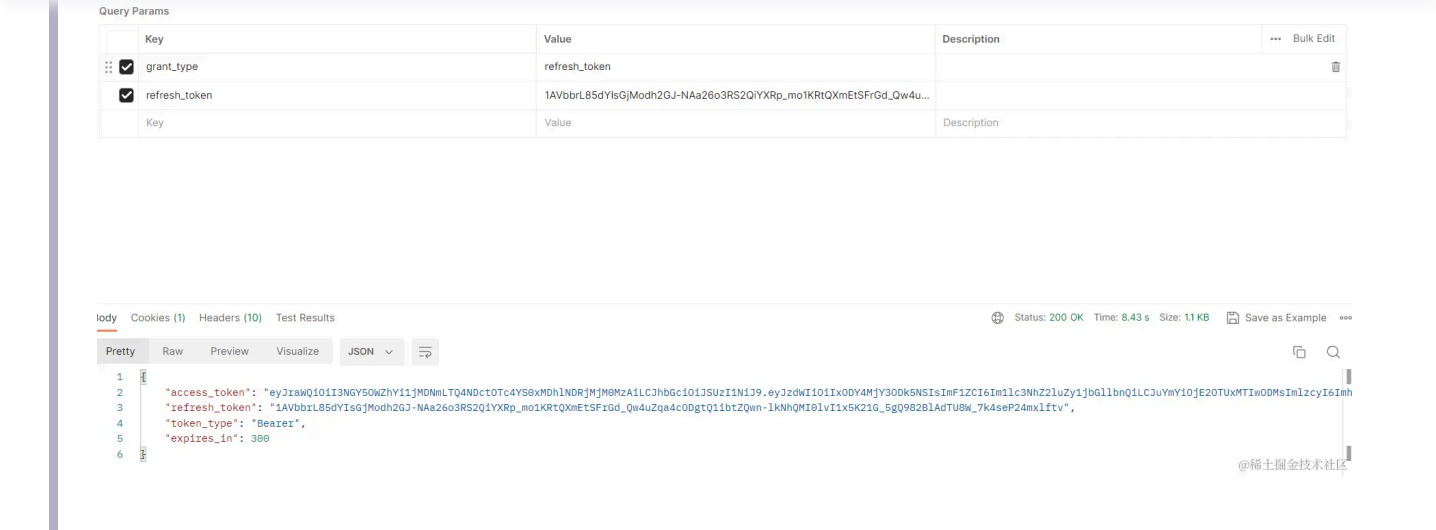 Query Params
Key Value Description ••• Bulk Edit
grant_type refresh_token
refresh_token 1AVbbrL85dYIsGjModh2GJ-NAa26o3RS2QiYXRp_mo1KRtQXmEtSFrGd_Qw4u...
Key Value Description
Body Cookies (1) Headers (10) Test Results Status: 200 OK Time: 8.43 s Size: 1.1 KB Save as Example
Pretty Raw Preview Visualize JSON
1 {
2 "access_token": "eyJraWQiOiI3NGY5OWZhYi1jMDNmLTQ4NDctOTc4YS0xMDhlNDRjMjM0MzAiLCJhbGciOiJSUzI1NiJ9.eyJzdWIiOiIxODY4MjY3ODk5NSIsImF1ZCI6Im1lc3NhZ2luZy1jbGllbnQiLCJuYmYiOjE2OTUxMTIwODMsImlzcyI6Imh
3 "refresh_token": "1AVbbrL85dYIsGjModh2GJ-NAa26o3RS2QiYXRp_mo1KRtQXmEtSFrGd_Qw4uZqa4cODgtQ1ibtZQwn-lkNhQMI0lvI1x5K21G_5gQ982BlAdTU8W_7k4seP24mxlftv",
4 "token_type": "Bearer",
5 "expires_in": 300
6 }
@稀土掘金技术社区